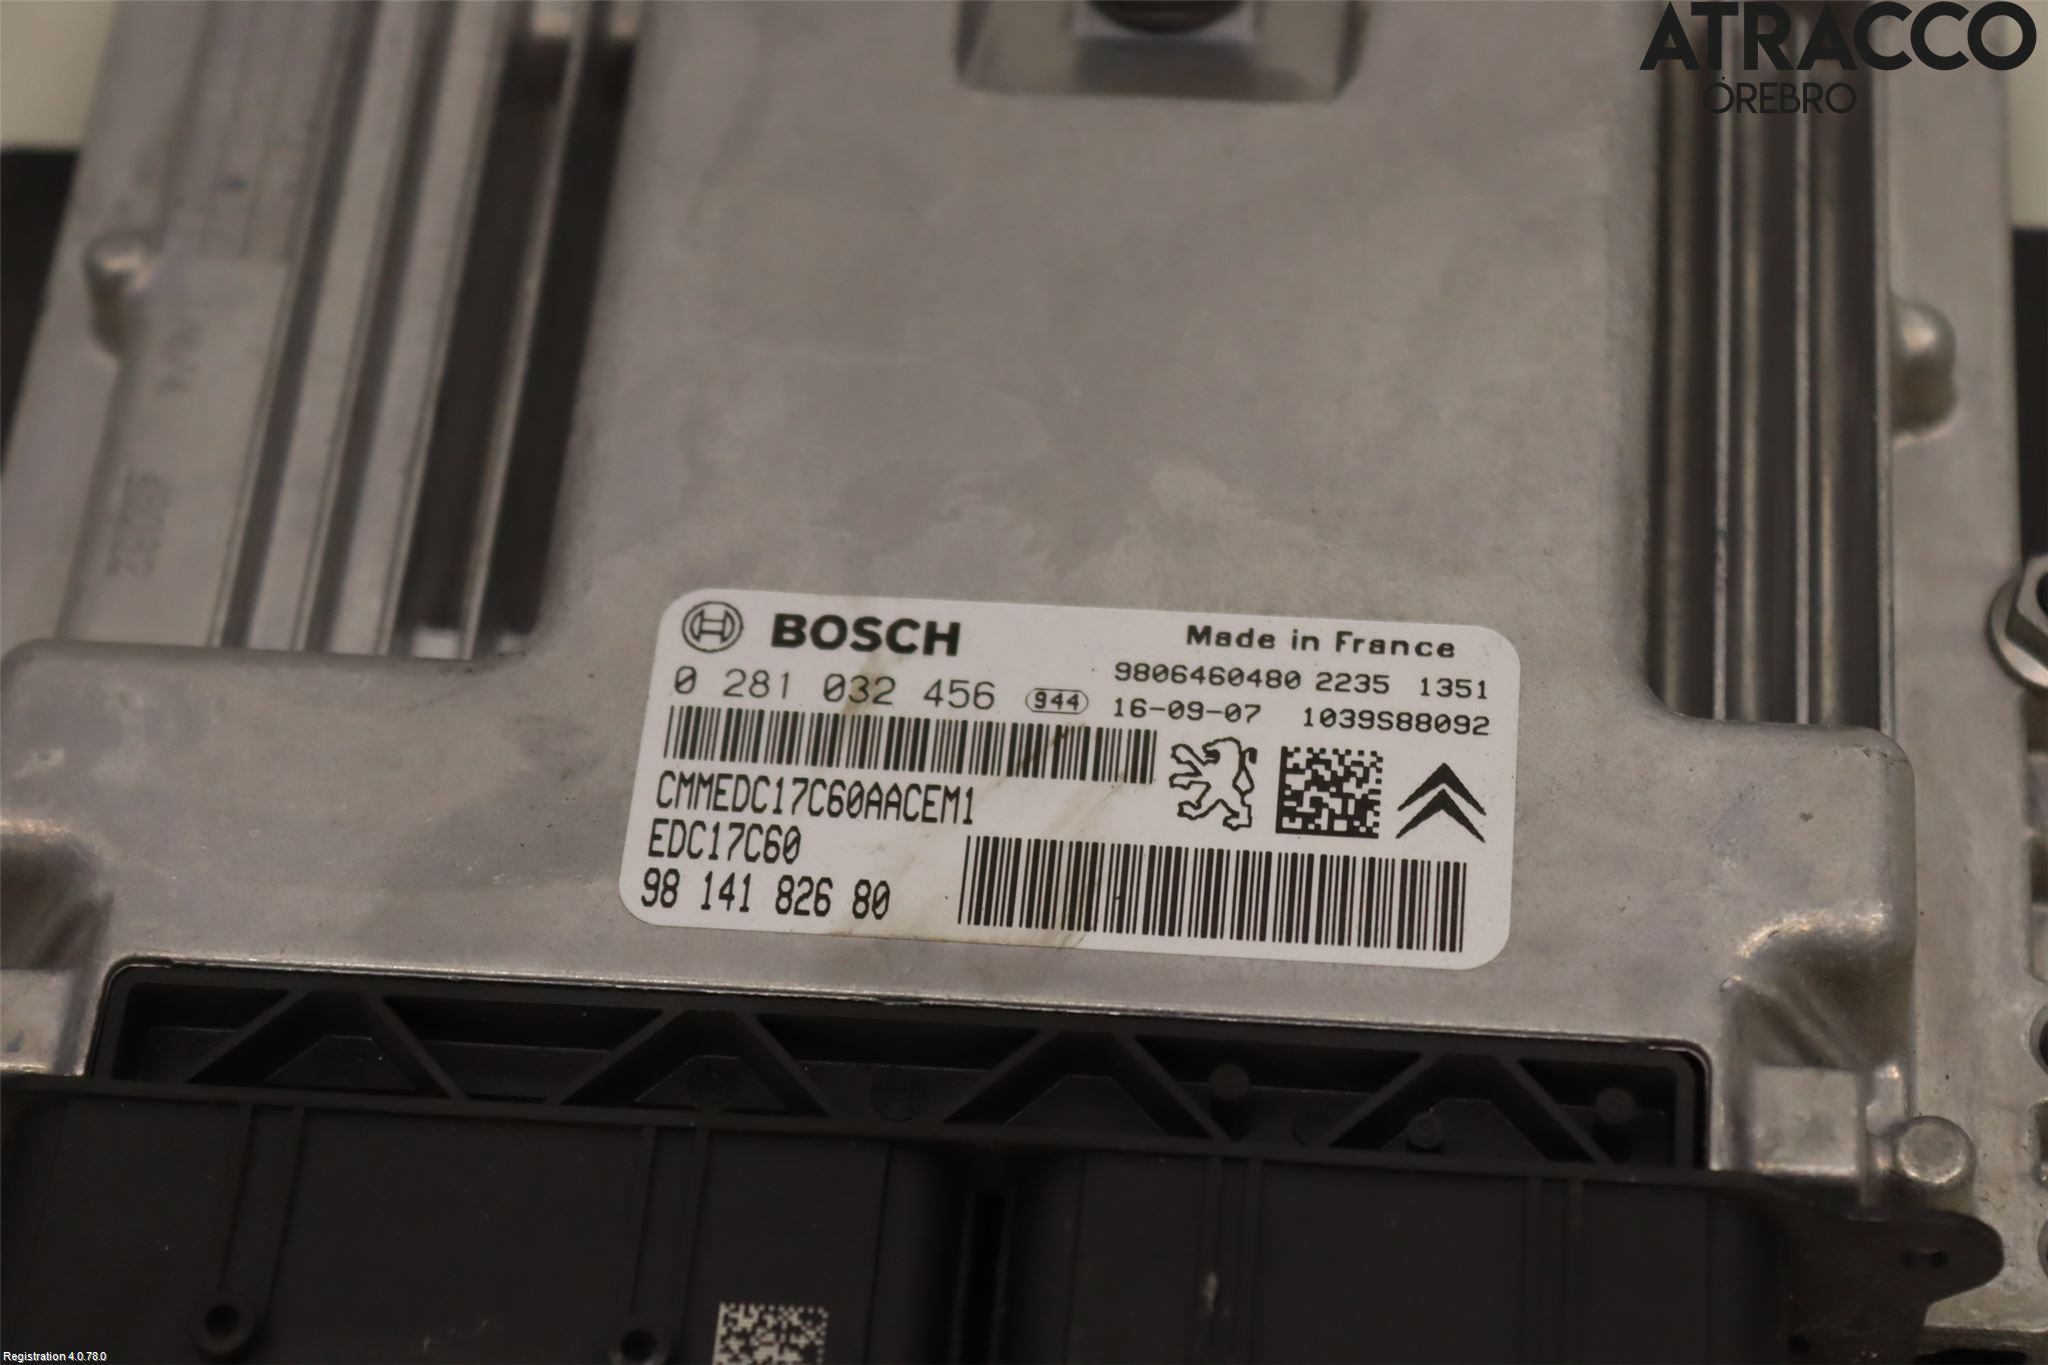 ATRACCO
ÖREBRO
BOSCH
Made in France
0 281 032 456
944
9806460480 2235 1351
16-09-07 1039S88092
CMMEDC17C60AACEM1
EDC17C60
98 141 826 80
Registration 4.0.78.0